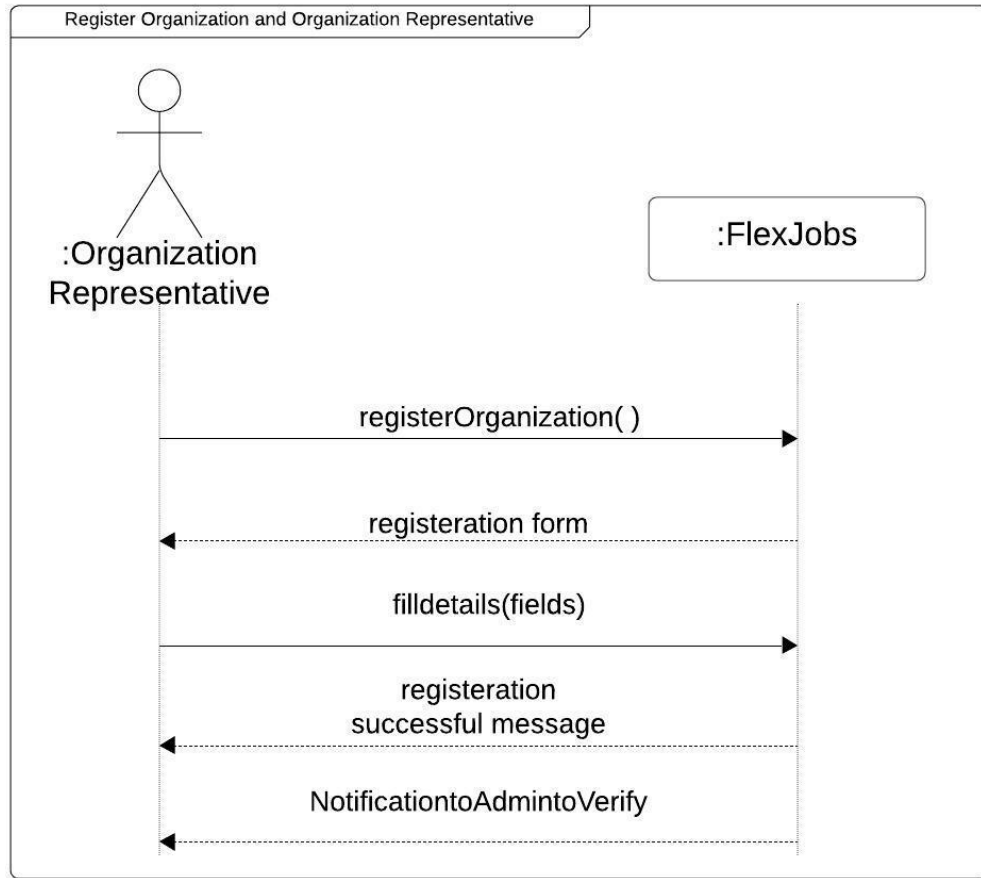 Register Organization and Organization Representative
:Organization
Representative
:FlexJobs
registerOrganization( )
registeration form
filldetails(fields)
registeration
successful message
NotificationtoAdmintoVerify